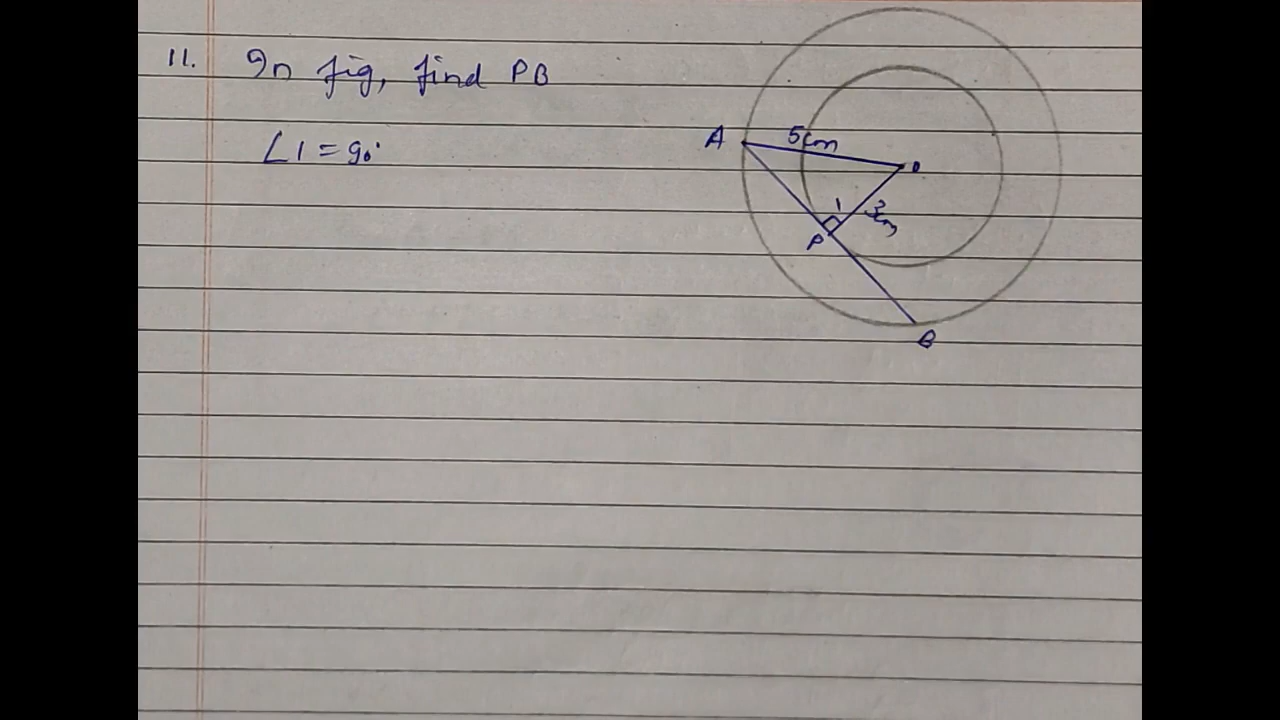 11. In fig, find PB
∠1 = 90°
A
5cm
O
1
3cm
P
B